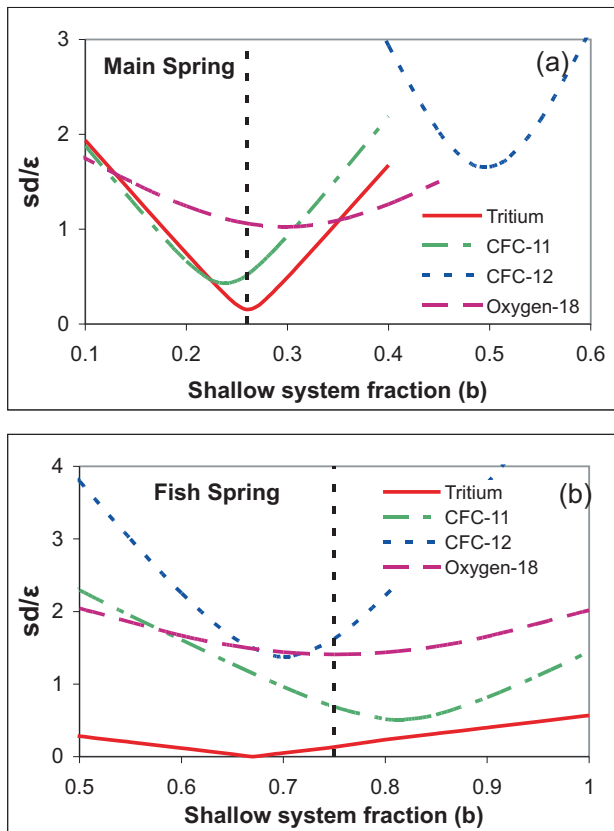 3
Main Spring
(a)
2
sd/ε
Tritium
1
CFC-11
CFC-12
Oxygen-18
0
0.1 0.2 0.3 0.4 0.5 0.6
Shallow system fraction (b)
4
Fish Spring
Tritium
(b)
CFC-11
3
CFC-12
Oxygen-18
sd/ε
2
1
0
0.5 0.6 0.7 0.8 0.9 1
Shallow system fraction (b)